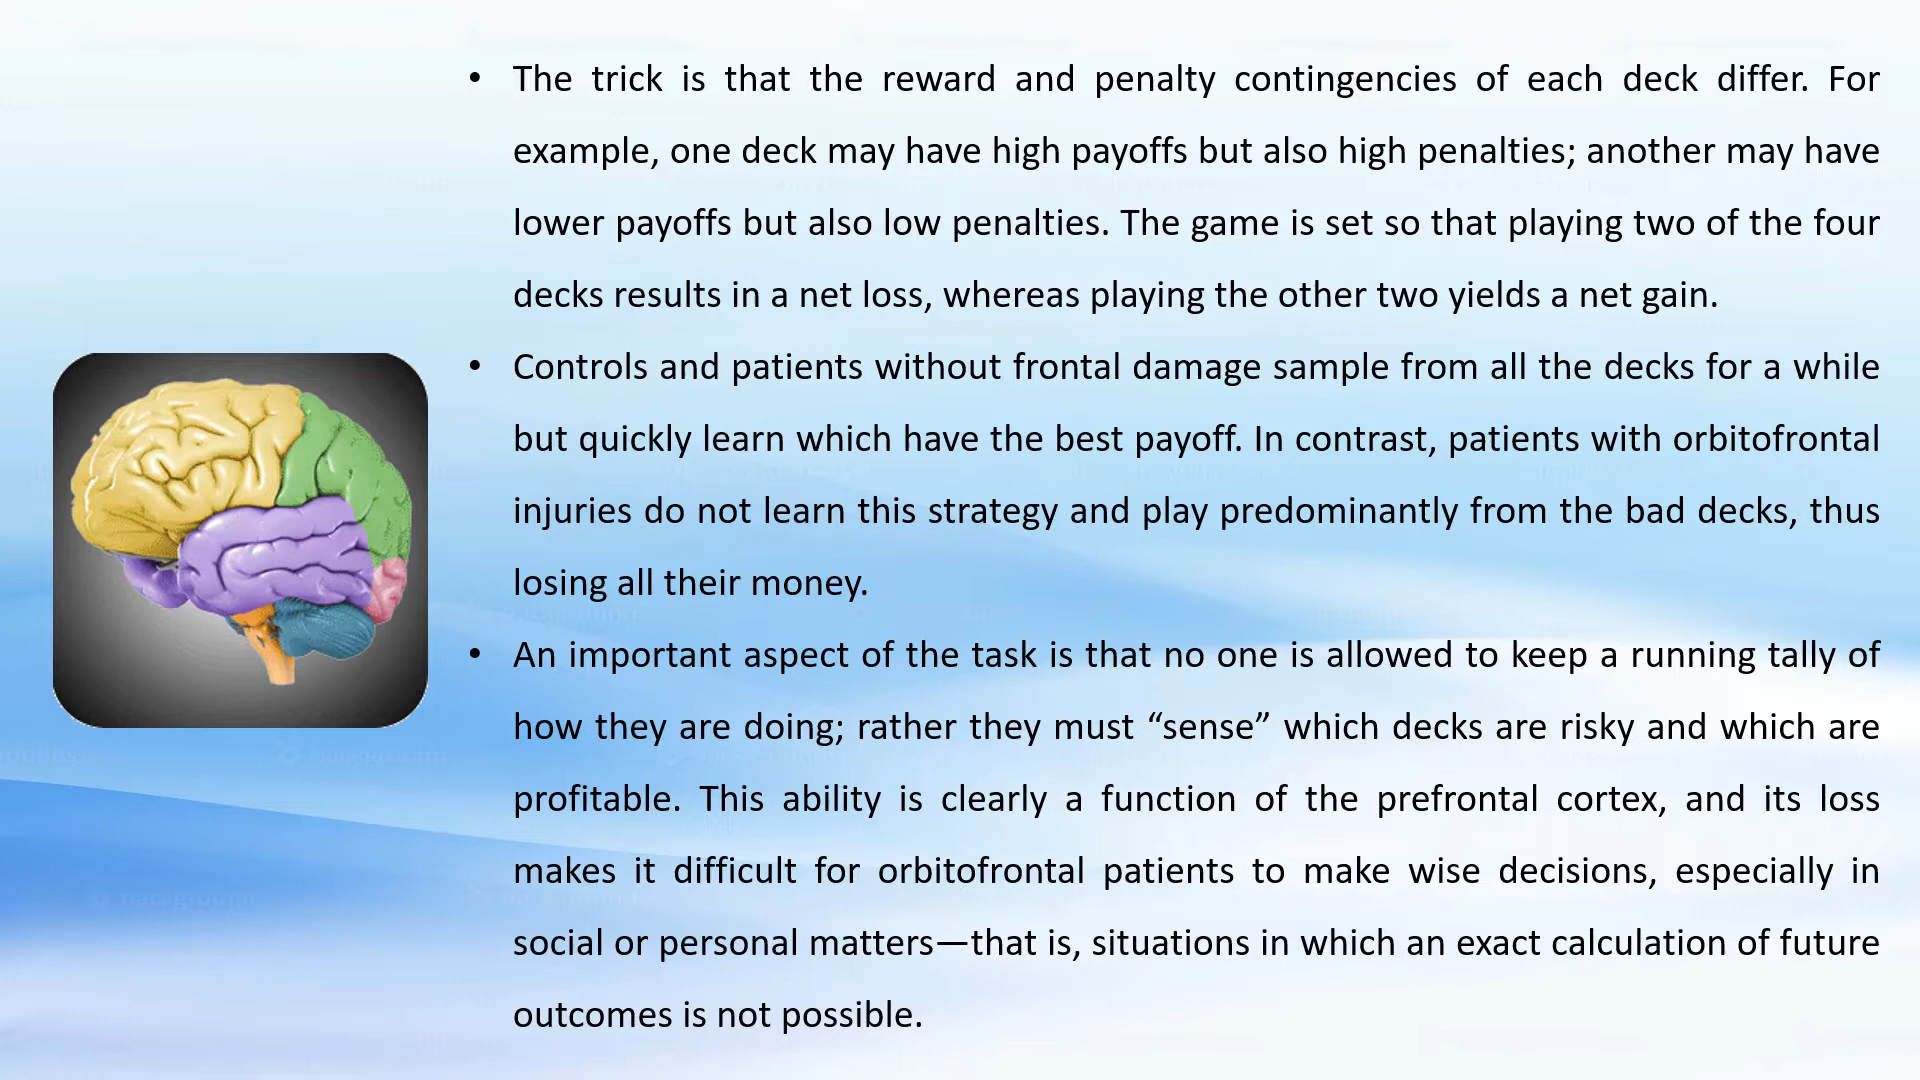 • The trick is that the reward and penalty contingencies of each deck differ. For
example, one deck may have high payoffs but also high penalties; another may have
lower payoffs but also low penalties. The game is set so that playing two of the four
decks results in a net loss, whereas playing the other two yields a net gain.
• Controls and patients without frontal damage sample from all the decks for a while
but quickly learn which have the best payoff. In contrast, patients with orbitofrontal
injuries do not learn this strategy and play predominantly from the bad decks, thus
losing all their money.
• An important aspect of the task is that no one is allowed to keep a running tally of
how they are doing; rather they must “sense” which decks are risky and which are
profitable. This ability is clearly a function of the prefrontal cortex, and its loss
makes it difficult for orbitofrontal patients to make wise decisions, especially in
social or personal matters—that is, situations in which an exact calculation of future
outcomes is not possible.